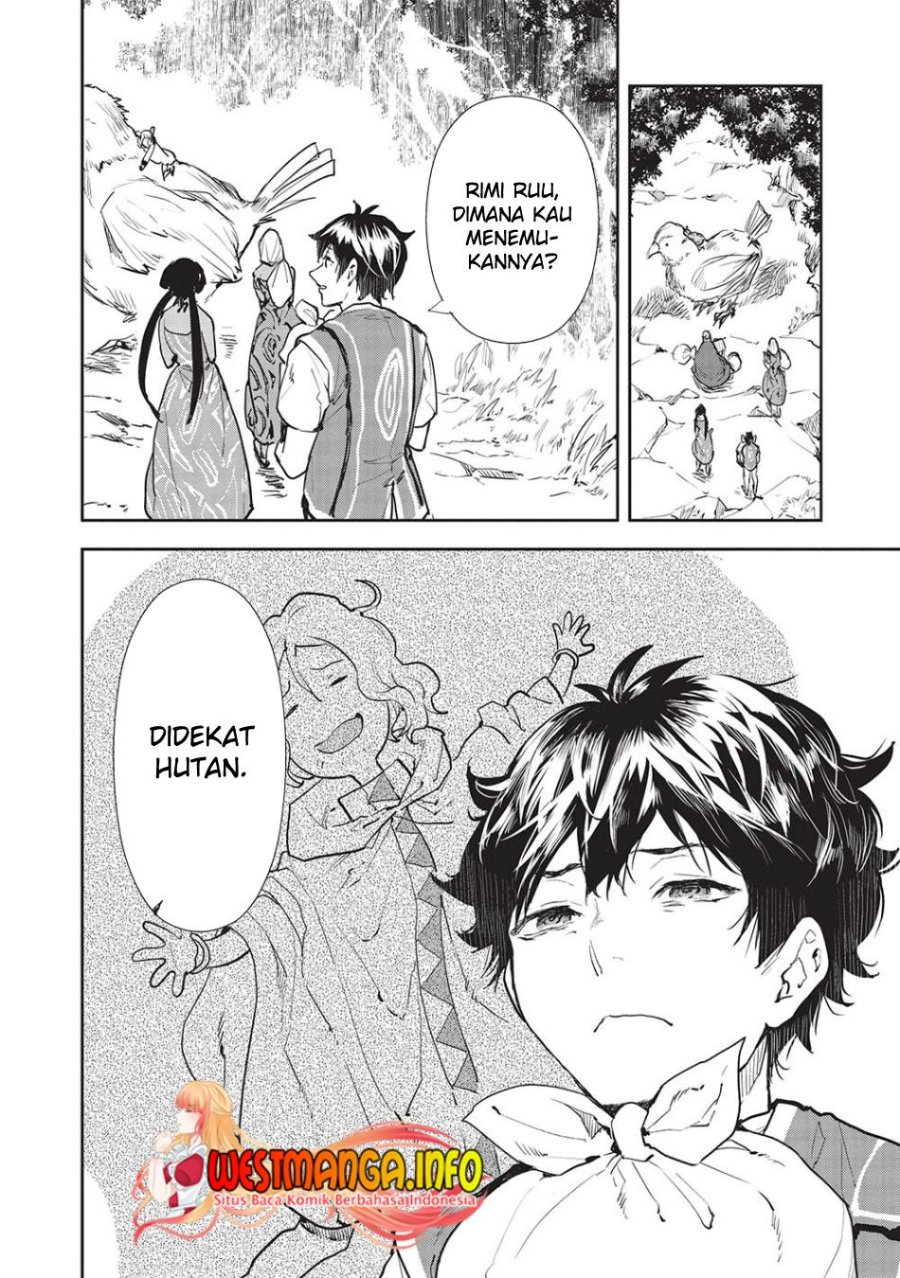 RIMI RUU,
DIMANA KAU
MENEMU-
KANNYA?
DIDEKAT
HUTAN.
WESTMANGA.INFO
Situs Baca Komik Berbahasa Indonesia